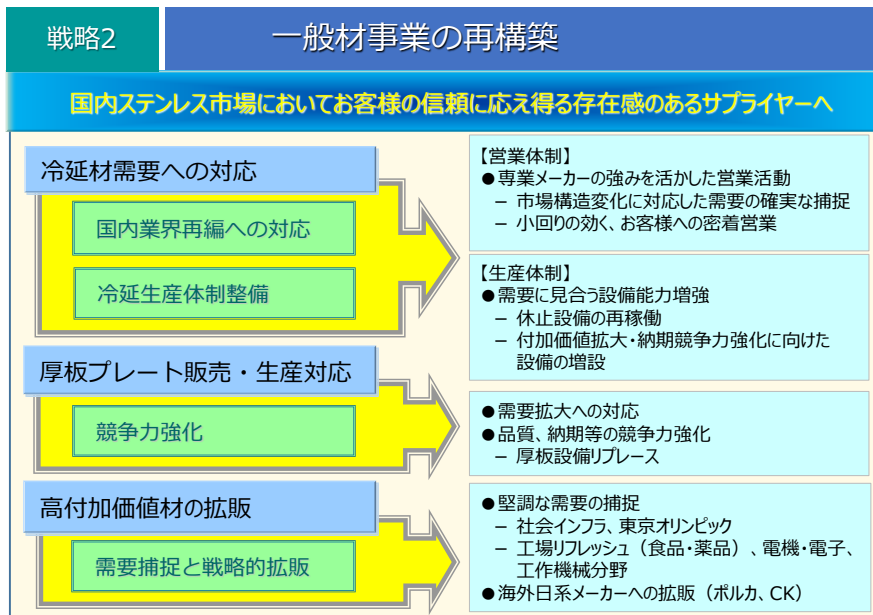 戦略2
一般材事業の再構築
国内ステンレス市場においてお客様の信頼に応え得る存在感のあるサプライヤーへ
冷延材需要への対応
国内業界再編への対応
冷延生産体制整備
【営業体制】
●専業メーカーの強みを活かした営業活動
− 市場構造変化に対応した需要の確実な捕捉
− 小回りの効く、お客様への密着営業
【生産体制】
●需要に見合う設備能力増強
− 休止設備の再稼働
− 付加価値拡大・納期競争力強化に向けた
設備の増設
厚板プレート販売・生産対応
競争力強化
●需要拡大への対応
●品質、納期等の競争力強化
− 厚板設備リプレース
高付加価値材の拡販
需要捕捉と戦略的拡販
●堅調な需要の捕捉
− 社会インフラ、東京オリンピック
− 工場リフレッシュ（食品・薬品）、電機・電子、
工作機械分野
●海外日系メーカーへの拡販（ポルカ、CK）